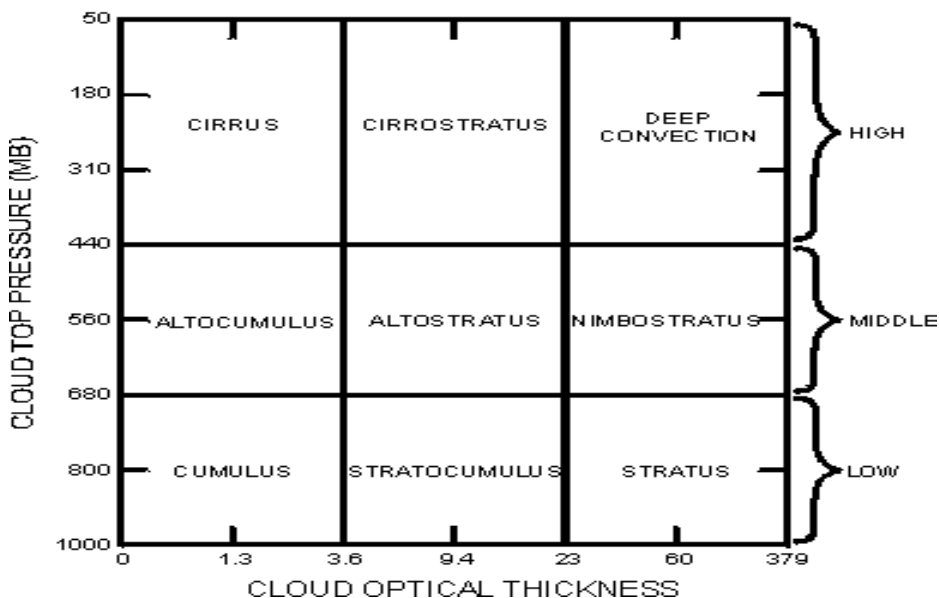 50
180
CIRRUS
CIRROSTRATUS
DEEP
CONVECTION
HIGH
310
440
CLOUD TOP PRESSURE (MB)
560
ALTOCUMULUS
ALTOSTRATUS
NIMBOSTRATUS
MIDDLE
680
800
CUMULUS
STRATOCUMULUS
STRATUS
LOW
1000
0
1.3
3.6
9.4
23
60
379
CLOUD OPTICAL THICKNESS